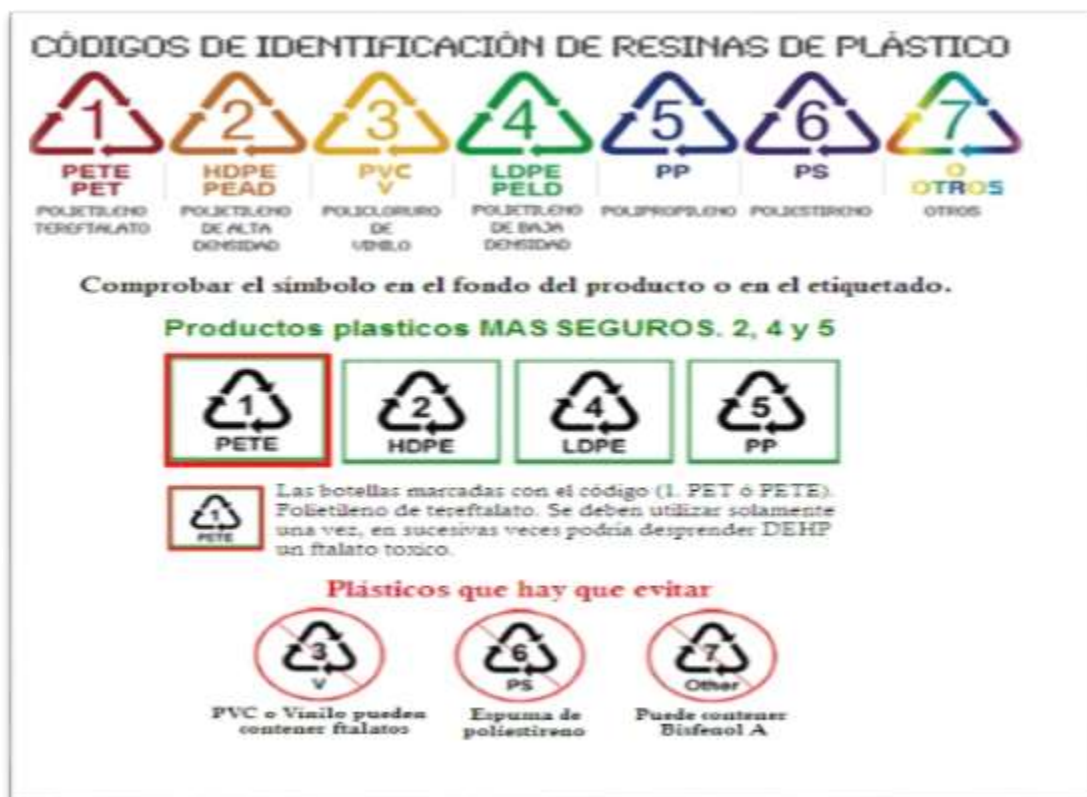 CÓDIGOS DE IDENTIFICACIÓN DE RESINAS DE PLÁSTICO
1 2 3 4 5 6 7
PETE HDPE PVC LDPE PP PS O
PET PEAD V PELD OTROS
POLIETILENO POLIETILENO POLICLORURO POLIETILENO POLIPROPILENO POLIESTIRENO OTROS
TEREFTALATO DE ALTA DE DE BAJA
DENSIDAD VINILO DENSIDAD
Comprobar el símbolo en el fondo del producto o en el etiquetado.
Productos plasticos MAS SEGUROS. 2, 4 y 5
1 2 4 5
PETE HDPE LDPE PP
1
PETE
Las botellas marcadas con el código (1. PET ó PETE).
Polietileno de tereftalato. Se deben utilizar solamente
una vez, en sucesivas veces podría desprender DEHP
un ftalato toxico.
Plásticos que hay que evitar
3 6 7
V PS Other
PVC o Vinilo pueden Espuma de Puede contener
contener ftalatos poliestireno Bisfenol A